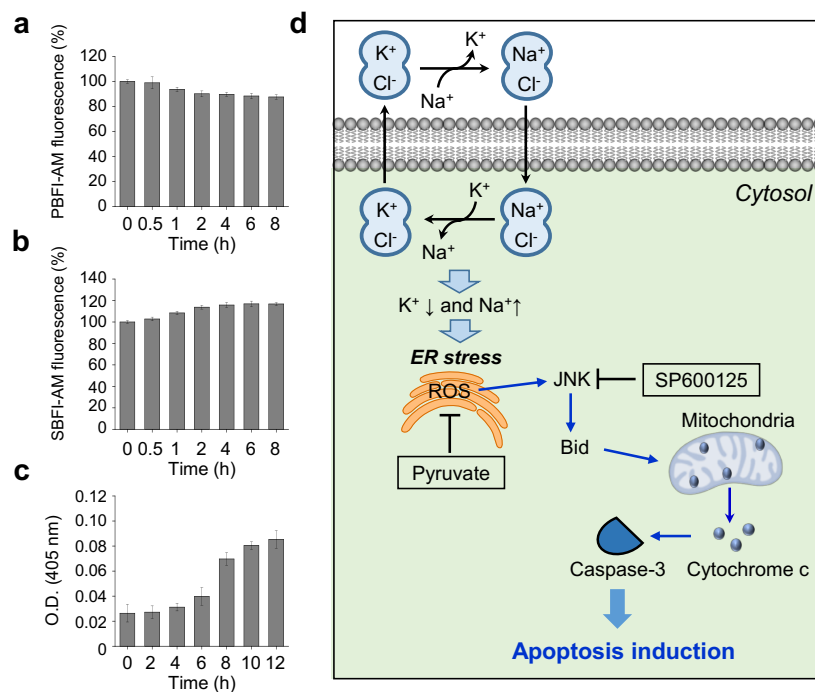 a
PBFI-AM fluorescence (%)
120
100
80
60
40
20
0
0 0.5 1 2 4 6 8
Time (h)
b
SBFI-AM fluorescence (%)
140
120
100
80
60
40
20
0
0 0.5 1 2 4 6 8
Time (h)
c
O.D. (405 nm)
0.12
0.10
0.08
0.06
0.04
0.02
0
0 2 4 6 8 10 12
Time (h)
d
K+
Cl-
K+
Na+
Na+
Cl-
Cytosol
K+
Cl-
K+
Na+
Na+
Cl-
K+ ↓ and Na+↑
ER stress
ROS
JNK
SP600125
Pyruvate
Bid
Mitochondria
Caspase-3
Cytochrome c
Apoptosis induction